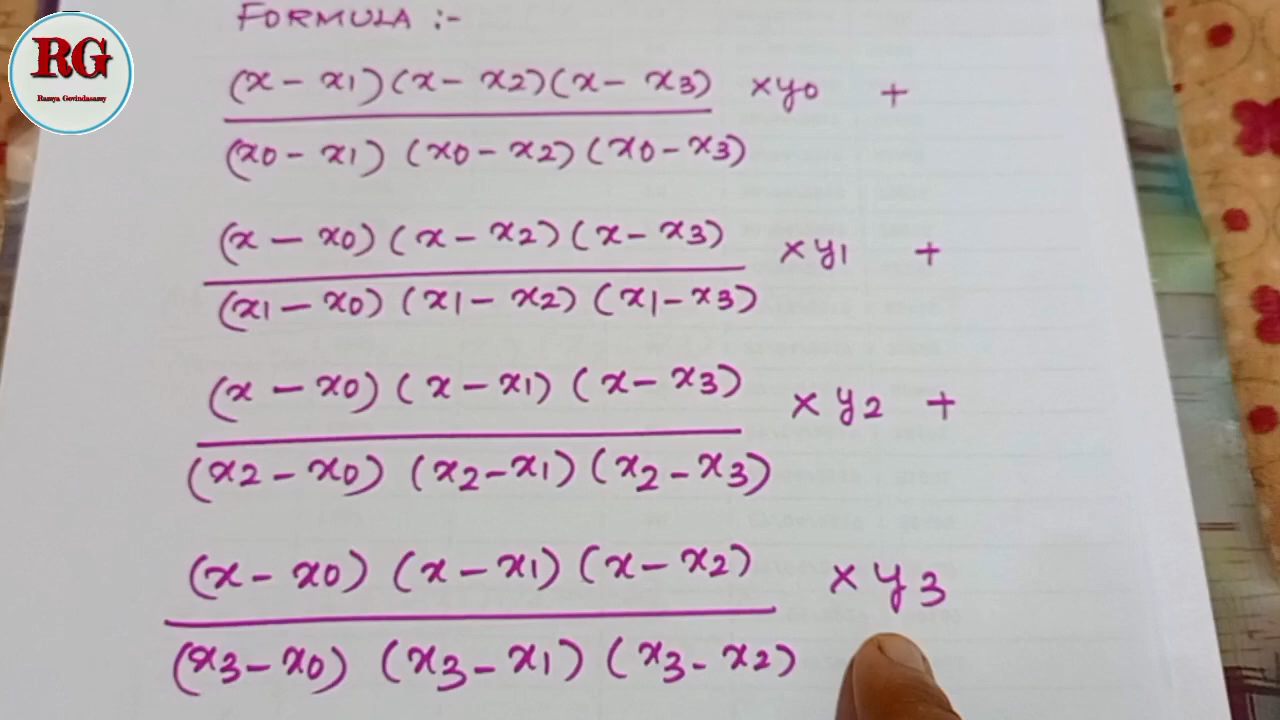 RG
Ramya Govindasamy
FORMULA :-
(x - x1)(x - x2)(x - x3) × y0 +
(x0 - x1) (x0 - x2) (x0 - x3)
(x - x0) (x - x2) (x - x3) × y1 +
(x1 - x0) (x1 - x2) (x1 - x3)
(x - x0) (x - x1) (x - x3) × y2 +
(x2 - x0) (x2 - x1) (x2 - x3)
(x - x0) (x - x1) (x - x2) × y3
(x3 - x0) (x3 - x1) (x3 - x2)